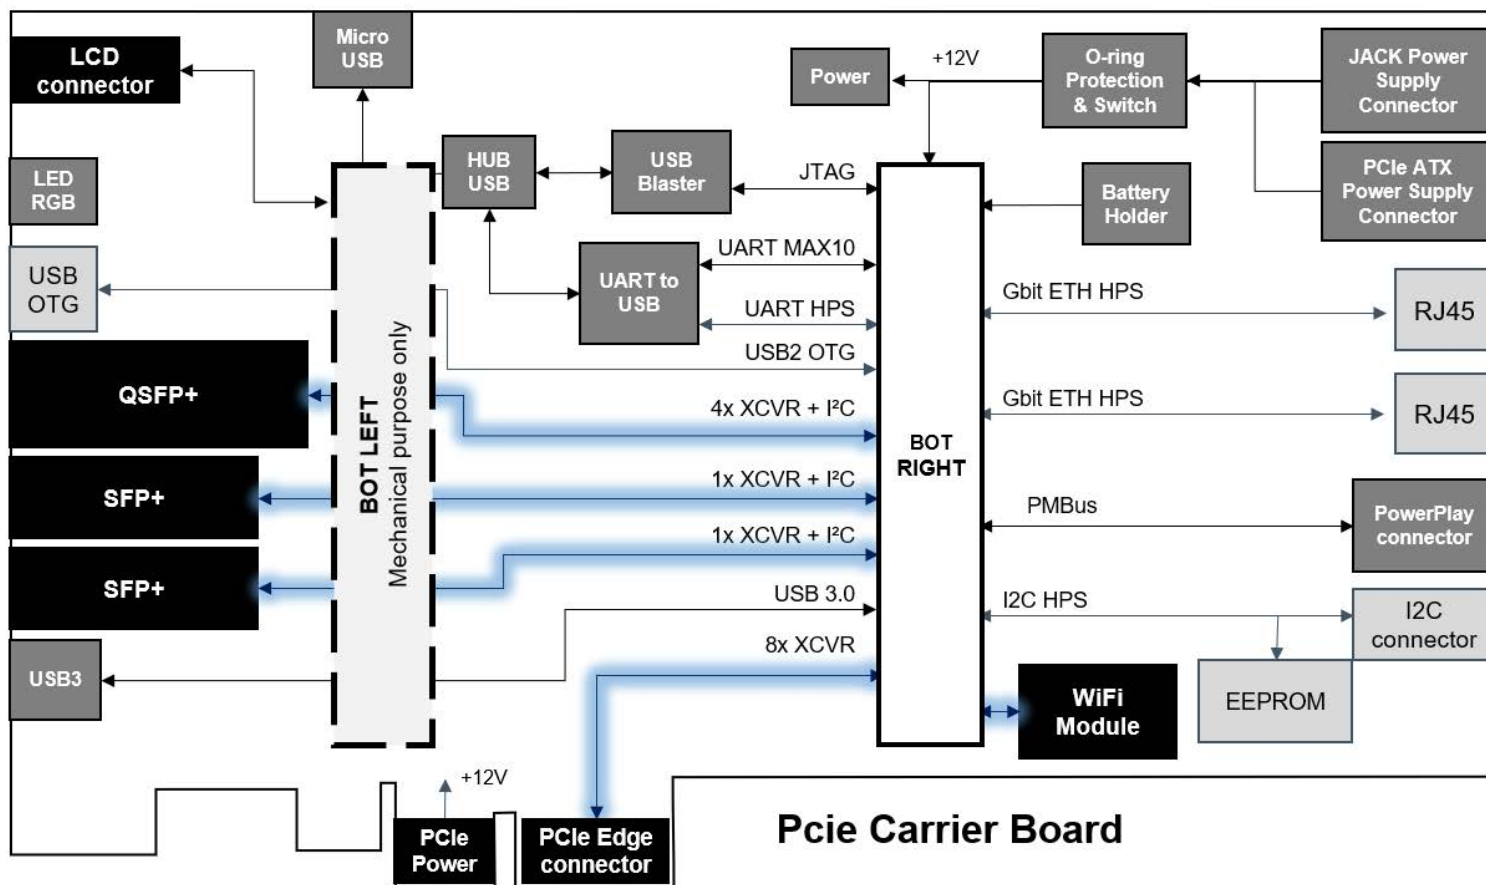 LCD
connector
Micro
USB
LED
RGB
USB
OTG
QSFP+
SFP+
SFP+
USB3
BOT LEFT
Mechanical purpose only
HUB
USB
USB
Blaster
UART to
USB
JTAG
UART MAX10
UART HPS
USB2 OTG
4x XCVR + I²C
1x XCVR + I²C
1x XCVR + I²C
USB 3.0
8x XCVR
BOT
RIGHT
Power
+12V
O-ring
Protection
& Switch
JACK Power
Supply
Connector
PCIe ATX
Power Supply
Connector
Battery
Holder
Gbit ETH HPS
RJ45
Gbit ETH HPS
RJ45
PMBus
PowerPlay
connector
I2C HPS
I2C
connector
EEPROM
WiFi
Module
+12V
PCIe
Power
PCIe Edge
connector
Pcie Carrier Board